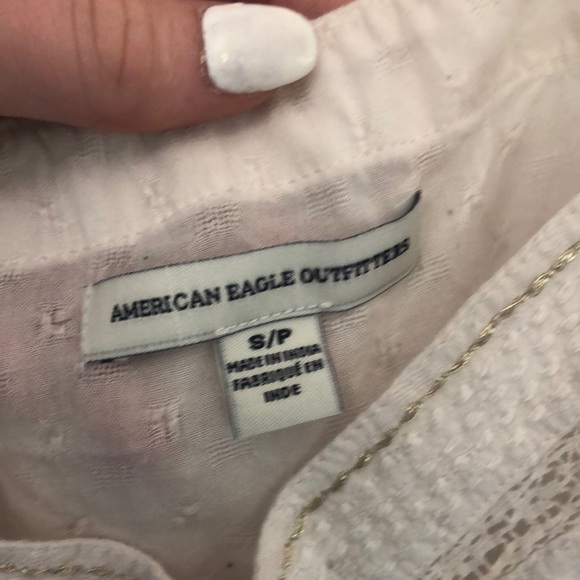 AMERICAN EAGLE OUTFITTERS
S/P
MADE IN INDIA
FABRIQUÉ EN
INDE